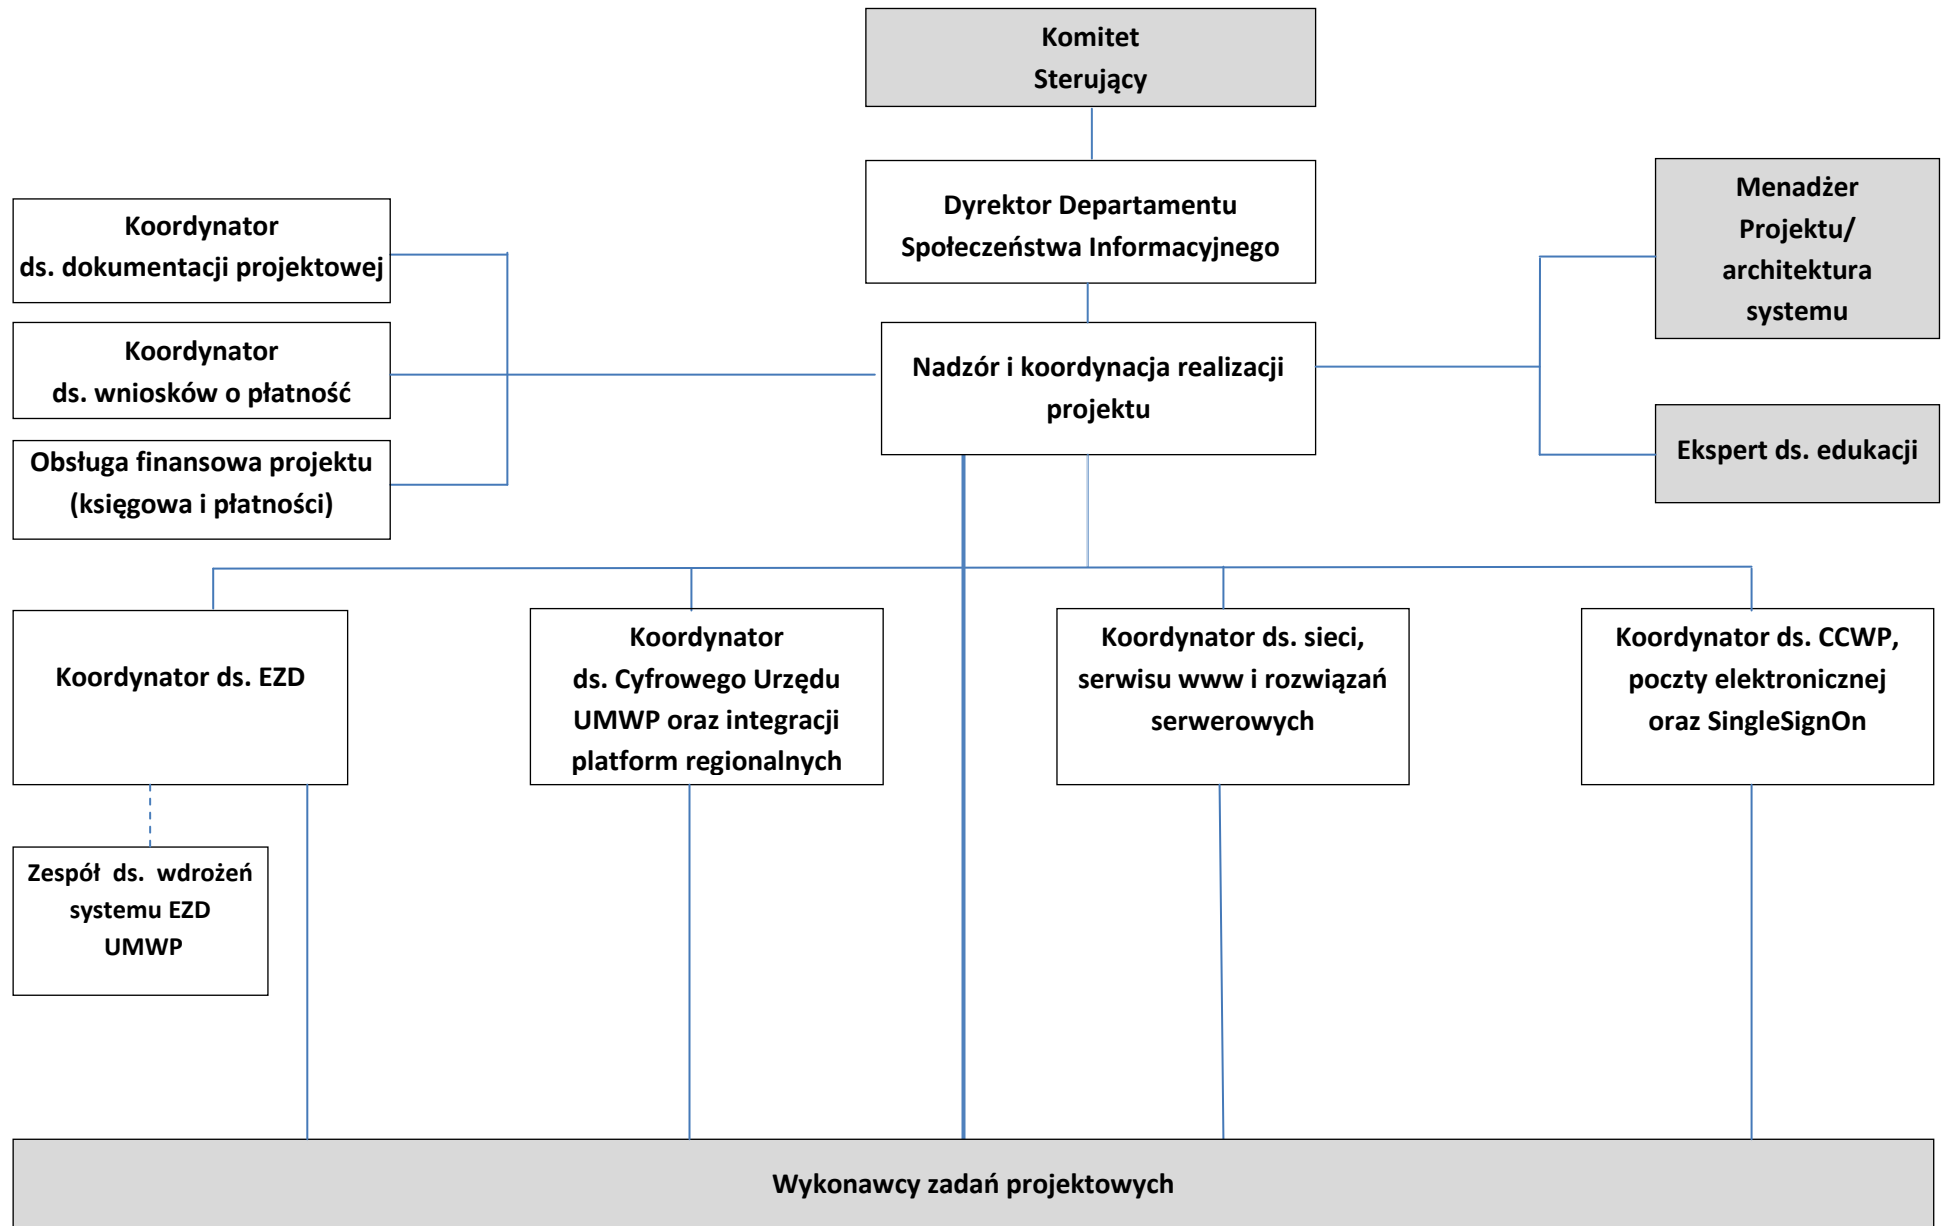 Komitet
Sterujący
Dyrektor Departamentu
Społeczeństwa Informacyjnego
Menadżer
Projektu/
architektura
systemu
Koordynator
ds. dokumentacji projektowej
Koordynator
ds. wniosków o płatność
Nadzór i koordynacja realizacji
projektu
Obsługa finansowa projektu
(księgowa i płatności)
Ekspert ds. edukacji
Koordynator ds. EZD
Koordynator
ds. Cyfrowego Urzędu
UMWP oraz integracji
platform regionalnych
Koordynator ds. sieci,
serwisu www i rozwiązań
serwerowych
Koordynator ds. CCWP,
poczty elektronicznej
oraz SingleSignOn
Zespół ds. wdrożeń
systemu EZD
UMWP
Wykonawcy zadań projektowych